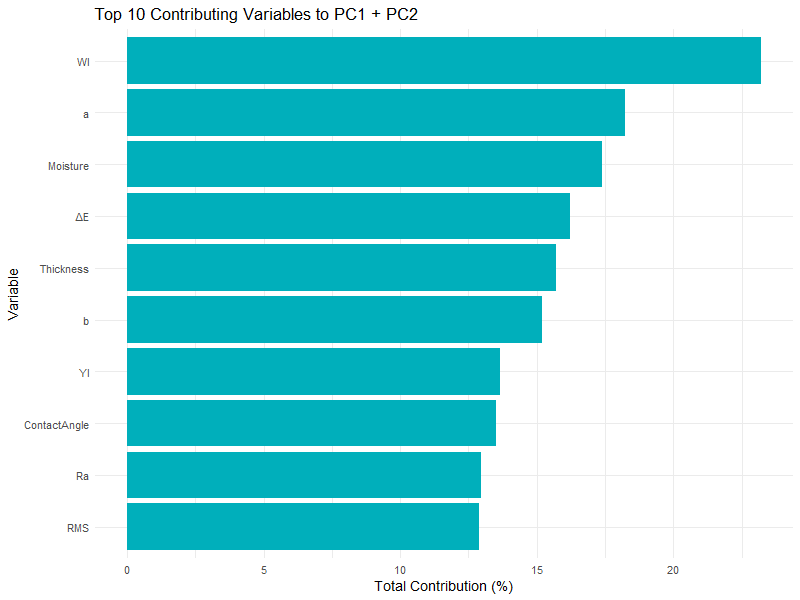 Top 10 Contributing Variables to PC1 + PC2
WI
a
Moisture
ΔE
Thickness
b
YI
ContactAngle
Ra
RMS
Variable
0 5 10 15 20
Total Contribution (%)